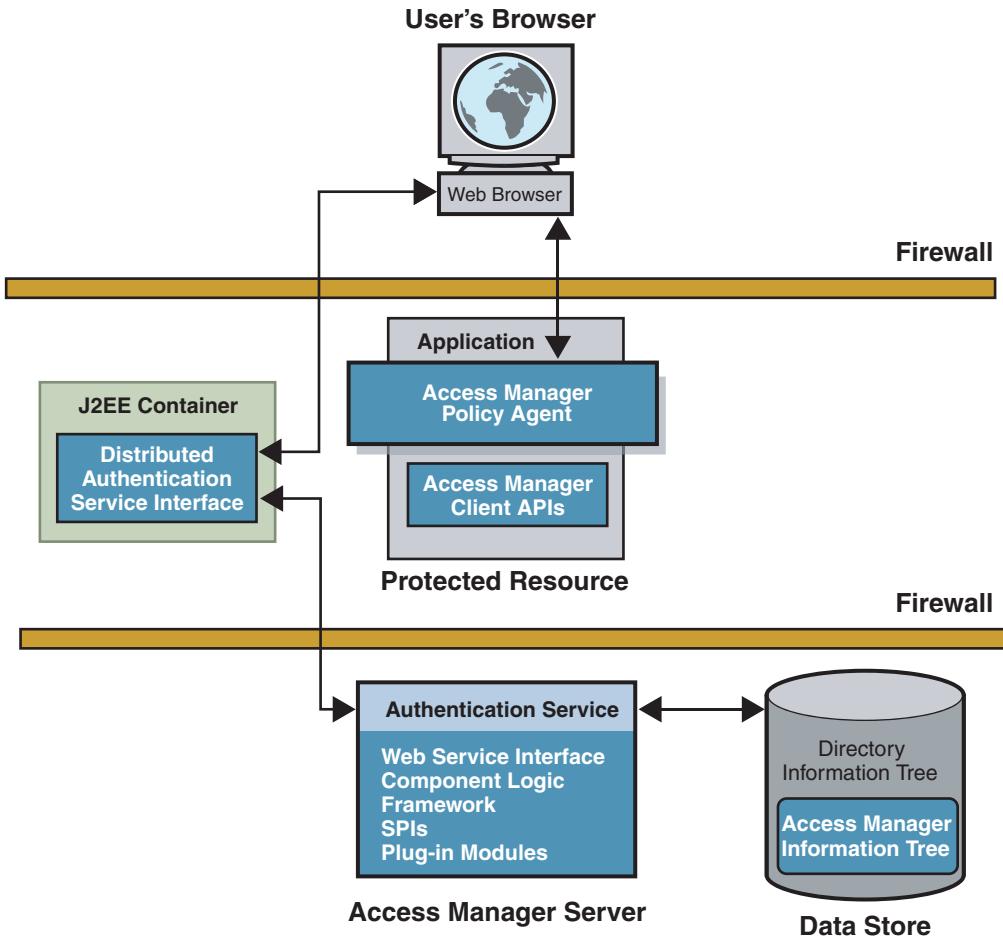 User's Browser
Web Browser
Firewall
Application
Access Manager
Policy Agent
J2EE Container
Distributed
Authentication
Service Interface
Access Manager
Client APIs
Protected Resource
Firewall
Authentication Service
Web Service Interface
Component Logic
Framework
SPIs
Plug-in Modules
Access Manager Server
Directory
Information Tree
Access Manager
Information Tree
Data Store